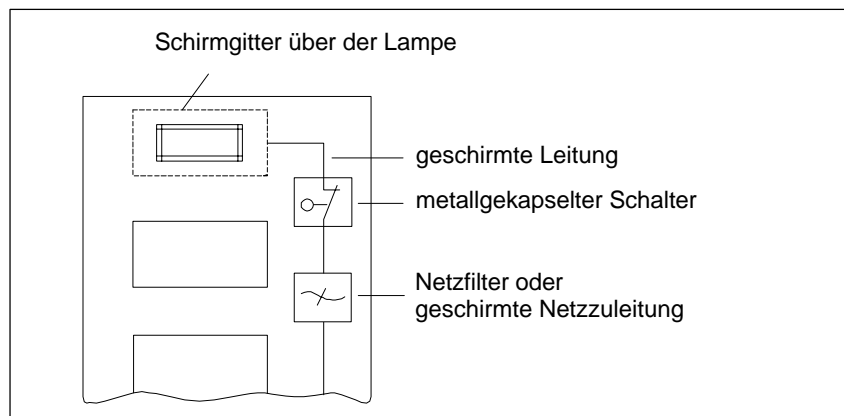 Schirmgitter über der Lampe
geschirmte Leitung
metallgekapselter Schalter
Netzfilter oder
geschirmte Netzzuleitung